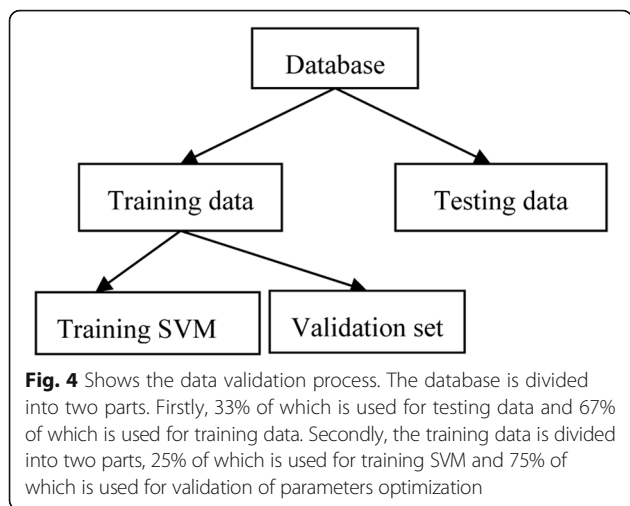 Database
Training data
Testing data
Training SVM
Validation set
Fig. 4 Shows the data validation process. The database is divided
into two parts. Firstly, 33% of which is used for testing data and 67%
of which is used for training data. Secondly, the training data is divided
into two parts, 25% of which is used for training SVM and 75% of
which is used for validation of parameters optimization